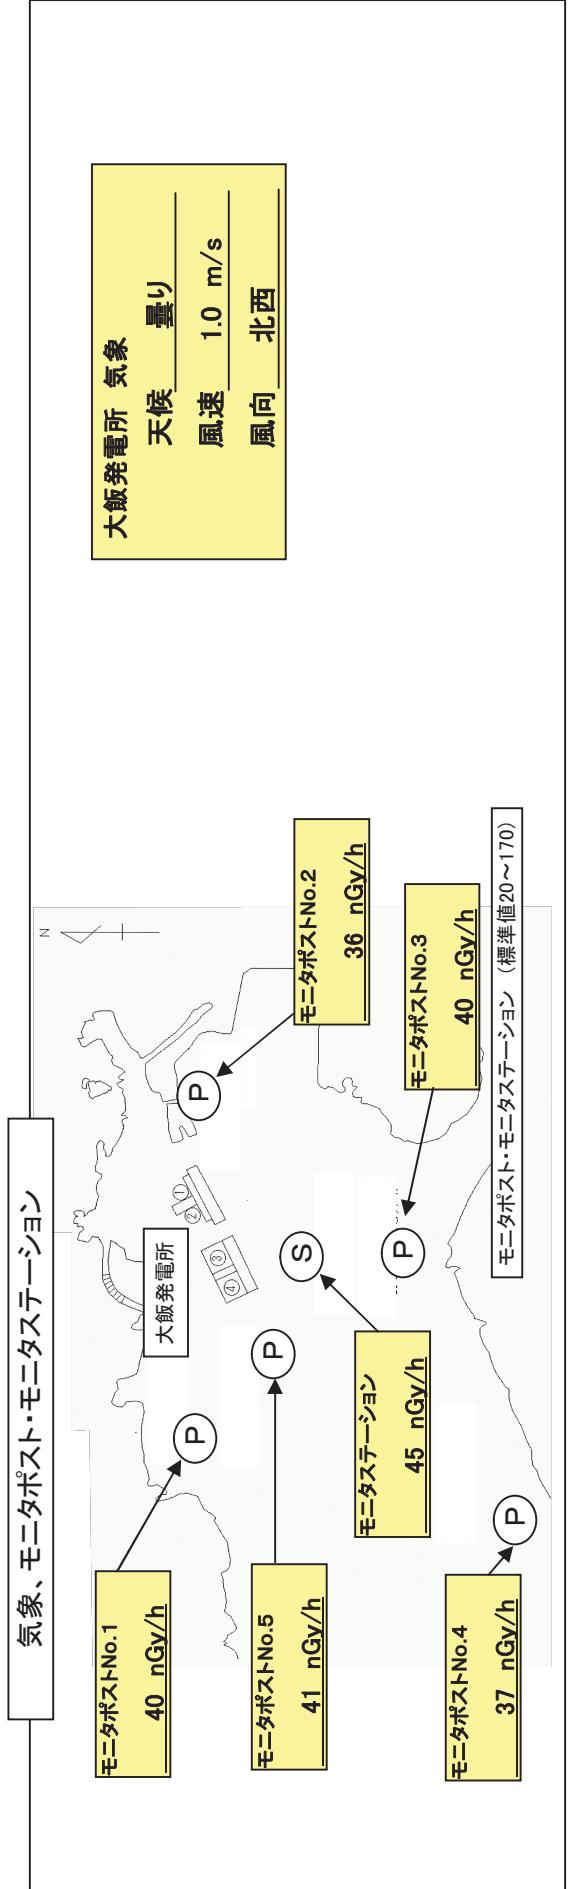 気象、モニタポスト・モニタステーション
モニタポストNo.1
40 nGy/h
モニタポストNo.5
41 nGy/h
モニタポストNo.4
37 nGy/h
P
P
P
大飯発電所
④
③
②
①
S
モニタステーション
45 nGy/h
P
P
N
モニタポストNo.2
36 nGy/h
モニタポストNo.3
40 nGy/h
モニタポスト・モニタステーション（標準値20～170）
大飯発電所 気象
天候 曇り
風速 1.0 m/s
風向 北西